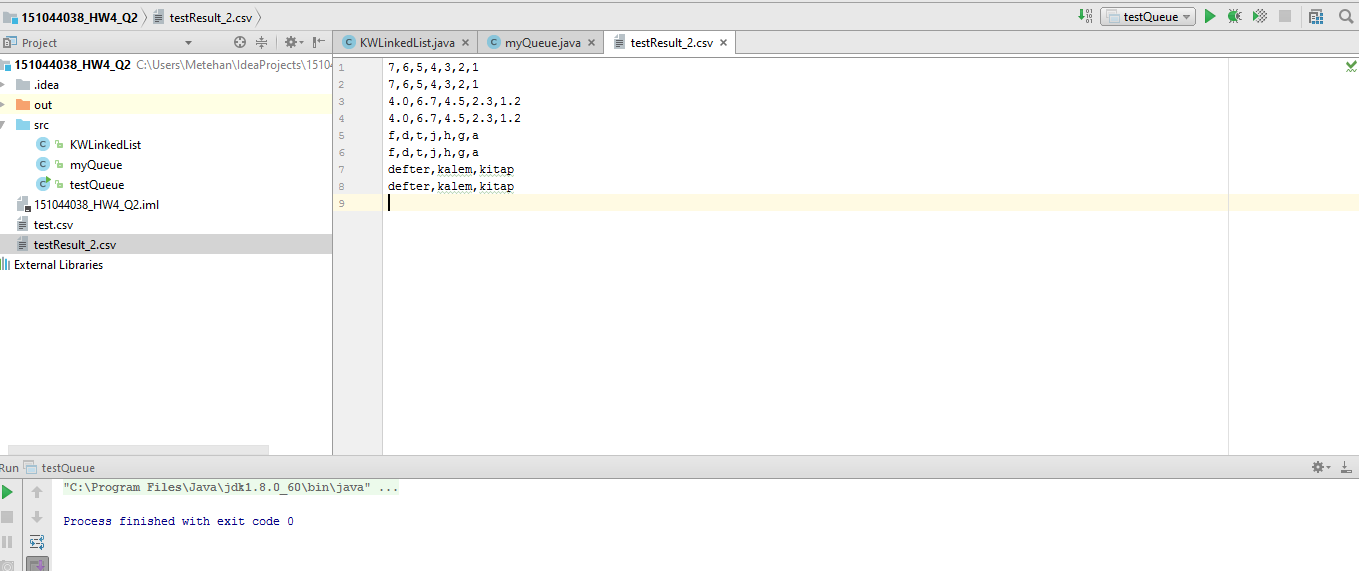 151044038_HW4_Q2 testResult_2.csv testQueue
Project
KWLinkedList.java myQueue.java testResult_2.csv
151044038_HW4_Q2 C:\Users\Metehan\IdeaProjects\15104
.idea
out
src
KWLinkedList
myQueue
testQueue
151044038_HW4_Q2.iml
test.csv
testResult_2.csv
External Libraries
1 7,6,5,4,3,2,1
2 7,6,5,4,3,2,1
3 4.0,6.7,4.5,2.3,1.2
4 4.0,6.7,4.5,2.3,1.2
5 f,d,t,j,h,g,a
6 f,d,t,j,h,g,a
7 defter,kalem,kitap
8 defter,kalem,kitap
9
Run testQueue
"C:\Program Files\Java\jdk1.8.0_60\bin\java" ...
Process finished with exit code 0